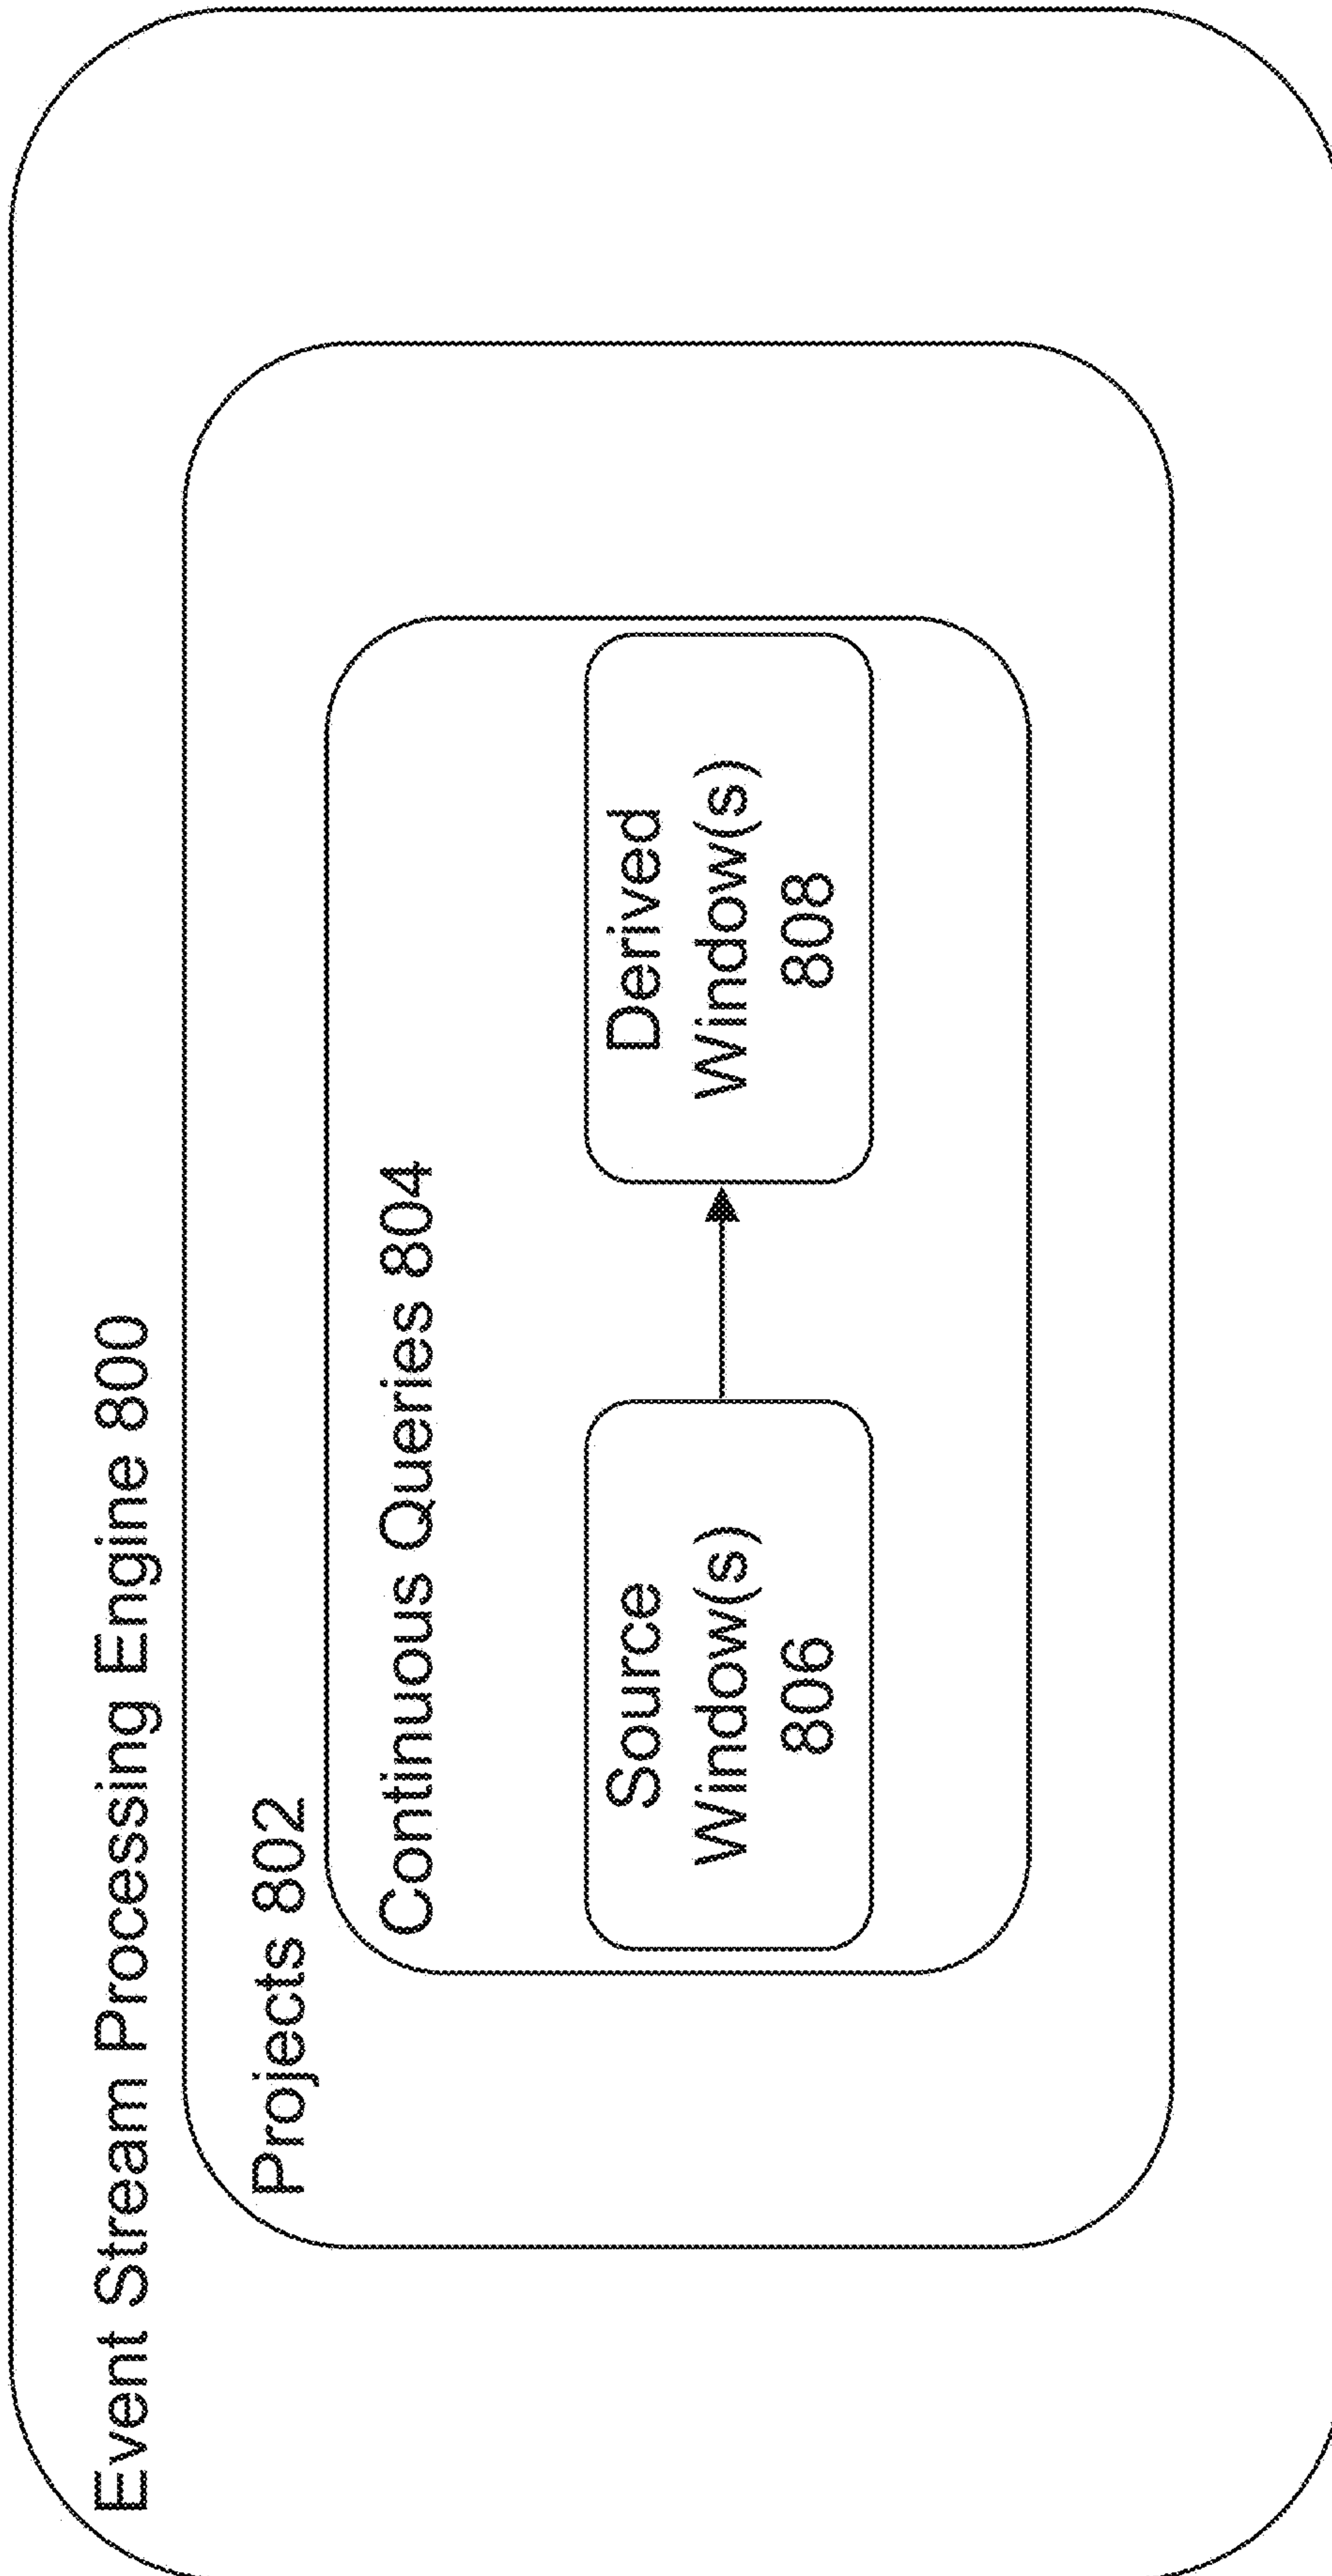 Event Stream Processing Engine 800
Projects 802
Continuous Queries 804
Source
Window(s)
806
Derived
Window(s)
808